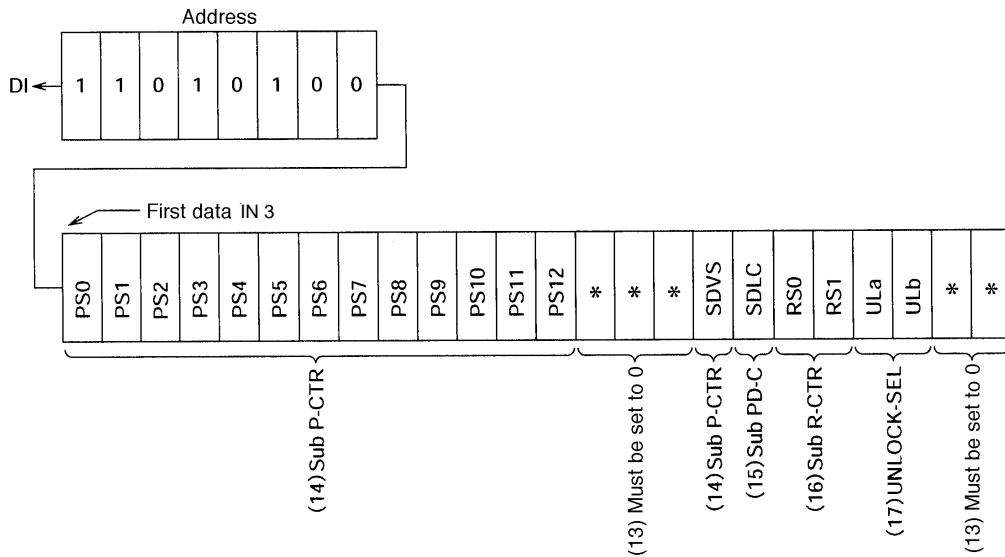 Address
DI 1 1 0 1 0 1 0 0
First data IN 3
PS0 PS1 PS2 PS3 PS4 PS5 PS6 PS7 PS8 PS9 PS10 PS11 PS12 * * * SDVS SDLC RS0 RS1 ULa ULb * *
(14) Sub P-CTR
(13) Must be set to 0
(14) Sub P-CTR
(15) Sub PD-C
(16) Sub R-CTR
(17) UNLOCK-SEL
(13) Must be set to 0